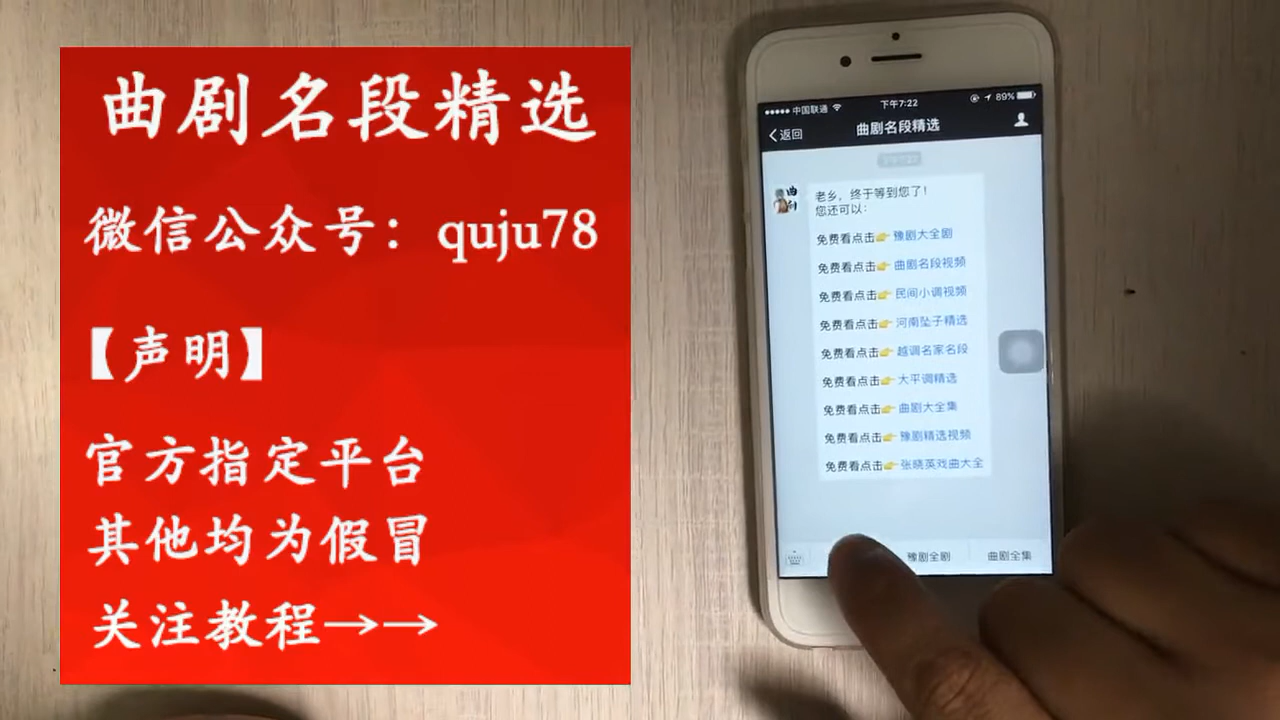 曲剧名段精选
微信公众号：quju78
【声明】
官方指定平台
其他均为假冒
关注教程→→
中国联通
下午7:22
89%
返回
曲剧名段精选
老乡，终于等到您了！
您还可以：
免费看点击👉豫剧大全剧
免费看点击👉曲剧名段视频
免费看点击👉民间小调视频
免费看点击👉河南坠子精选
免费看点击👉越调名家名段
免费看点击👉大平调精选
免费看点击👉曲剧大全集
免费看点击👉豫剧精选视频
免费看点击👉张晓英戏曲大全
豫剧全剧
曲剧全集